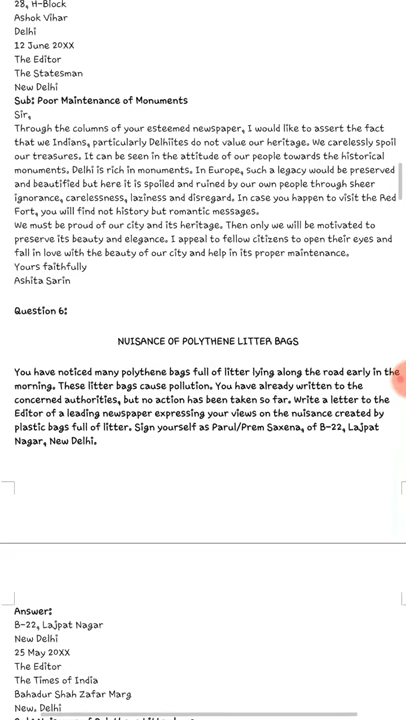 28, H-Block
Ashok Vihar
Delhi
12 June 20XX
The Editor
The Statesman
New Delhi
Sub: Poor Maintenance of Monuments
Sir,
Through the columns of your esteemed newspaper, I would like to assert the fact
that we Indians, particularly Delhiites do not value our heritage. We carelessly spoil
our treasures. It can be seen in the attitude of our people towards the historical
monuments. Delhi is rich in monuments. In Europe, such a legacy would be preserved
and beautified but here it is spoiled and ruined by our own people through sheer
ignorance, carelessness, laziness and disregard. In case you happen to visit the Red
Fort, you will find not history but romantic messages.
We must be proud of our city and its heritage. Then only we will be motivated to
preserve its beauty and elegance. I appeal to fellow citizens to open their eyes and
fall in love with the beauty of our city and help in its proper maintenance.
Yours faithfully
Ashita Sarin
Question 6:
NUISANCE OF POLYTHENE LITTER BAGS
You have noticed many polythene bags full of litter lying along the road early in the
morning. These litter bags cause pollution. You have already written to the
concerned authorities, but no action has been taken so far. Write a letter to the
Editor of a leading newspaper expressing your views on the nuisance created by
plastic bags full of litter. Sign yourself as Parul/Prem Saxena, of B-22, Lajpat
Nagar, New Delhi.
Answer:
B-22, Lajpat Nagar
New Delhi
25 May 20XX
The Editor
The Times of India
Bahadur Shah Zafar Marg
New, Delhi